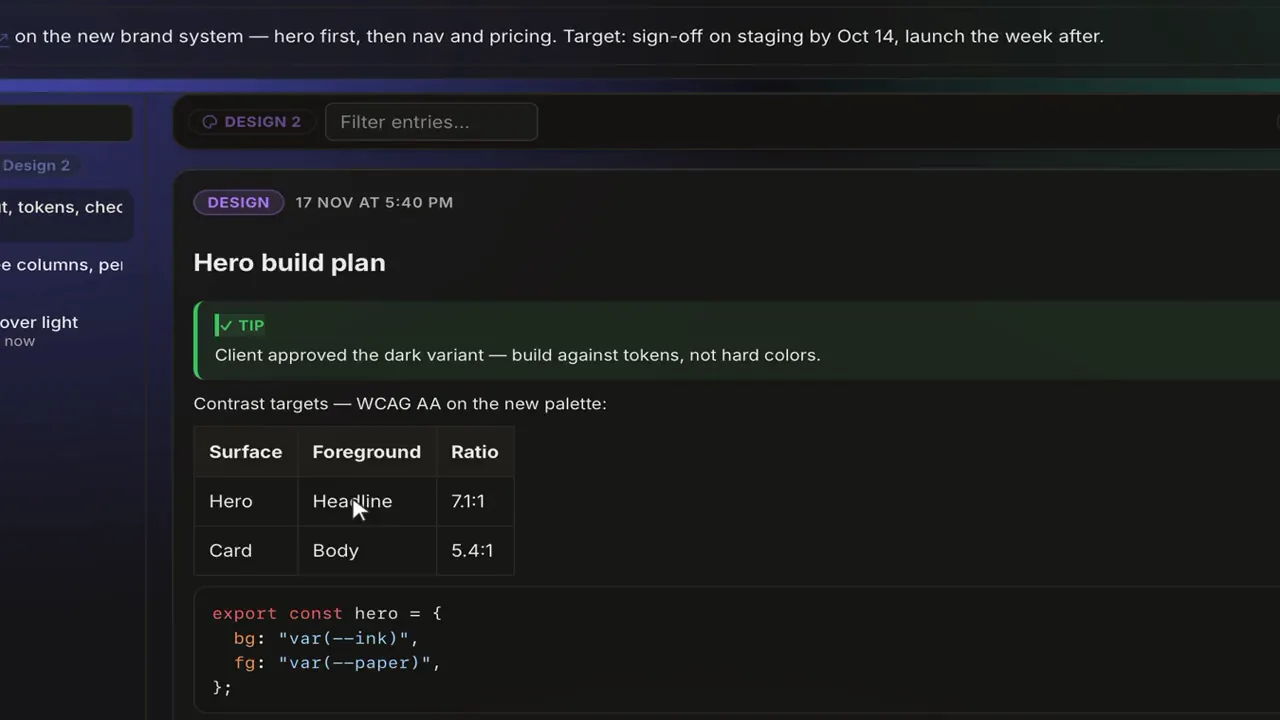 on the new brand system — hero first, then nav and pricing. Target: sign-off on staging by Oct 14, launch the week after.
DESIGN 2
Filter entries...
Design 2
t, tokens, chec
e columns, per
over light
now
DESIGN
17 NOV AT 5:40 PM
Hero build plan
TIP
Client approved the dark variant — build against tokens, not hard colors.
Contrast targets — WCAG AA on the new palette:
Surface Foreground Ratio
Hero Headline 7.1:1
Card Body 5.4:1
export const hero = {
  bg: "var(--ink)",
  fg: "var(--paper)",
};